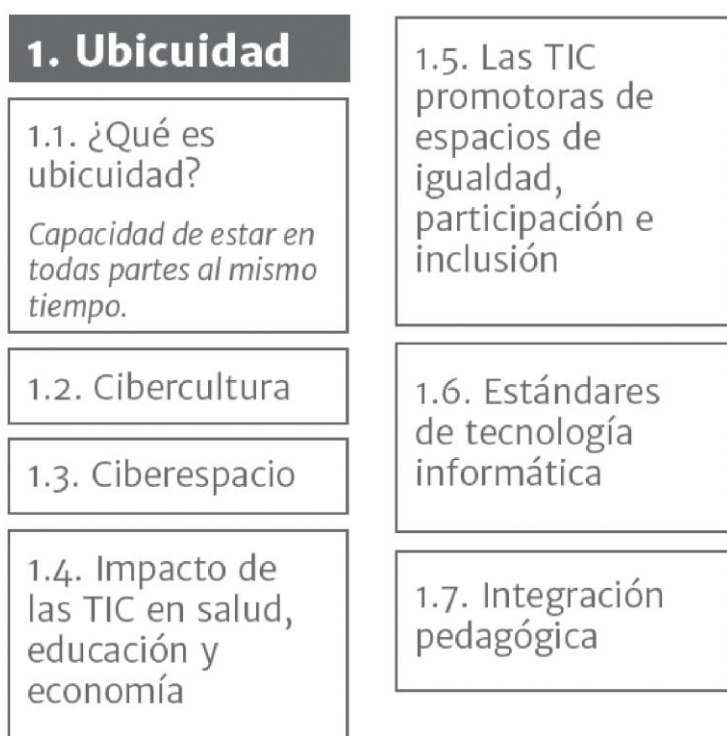 1. Ubicuidad
1.1. ¿Qué es
ubicuidad?
Capacidad de estar en
todas partes al mismo
tiempo.
1.2. Cibercultura
1.3. Ciberespacio
1.4. Impacto de
las TIC en salud,
educación y
economía
1.5. Las TIC
promotoras de
espacios de
igualdad,
participación e
inclusión
1.6. Estándares
de tecnología
informática
1.7. Integración
pedagógica